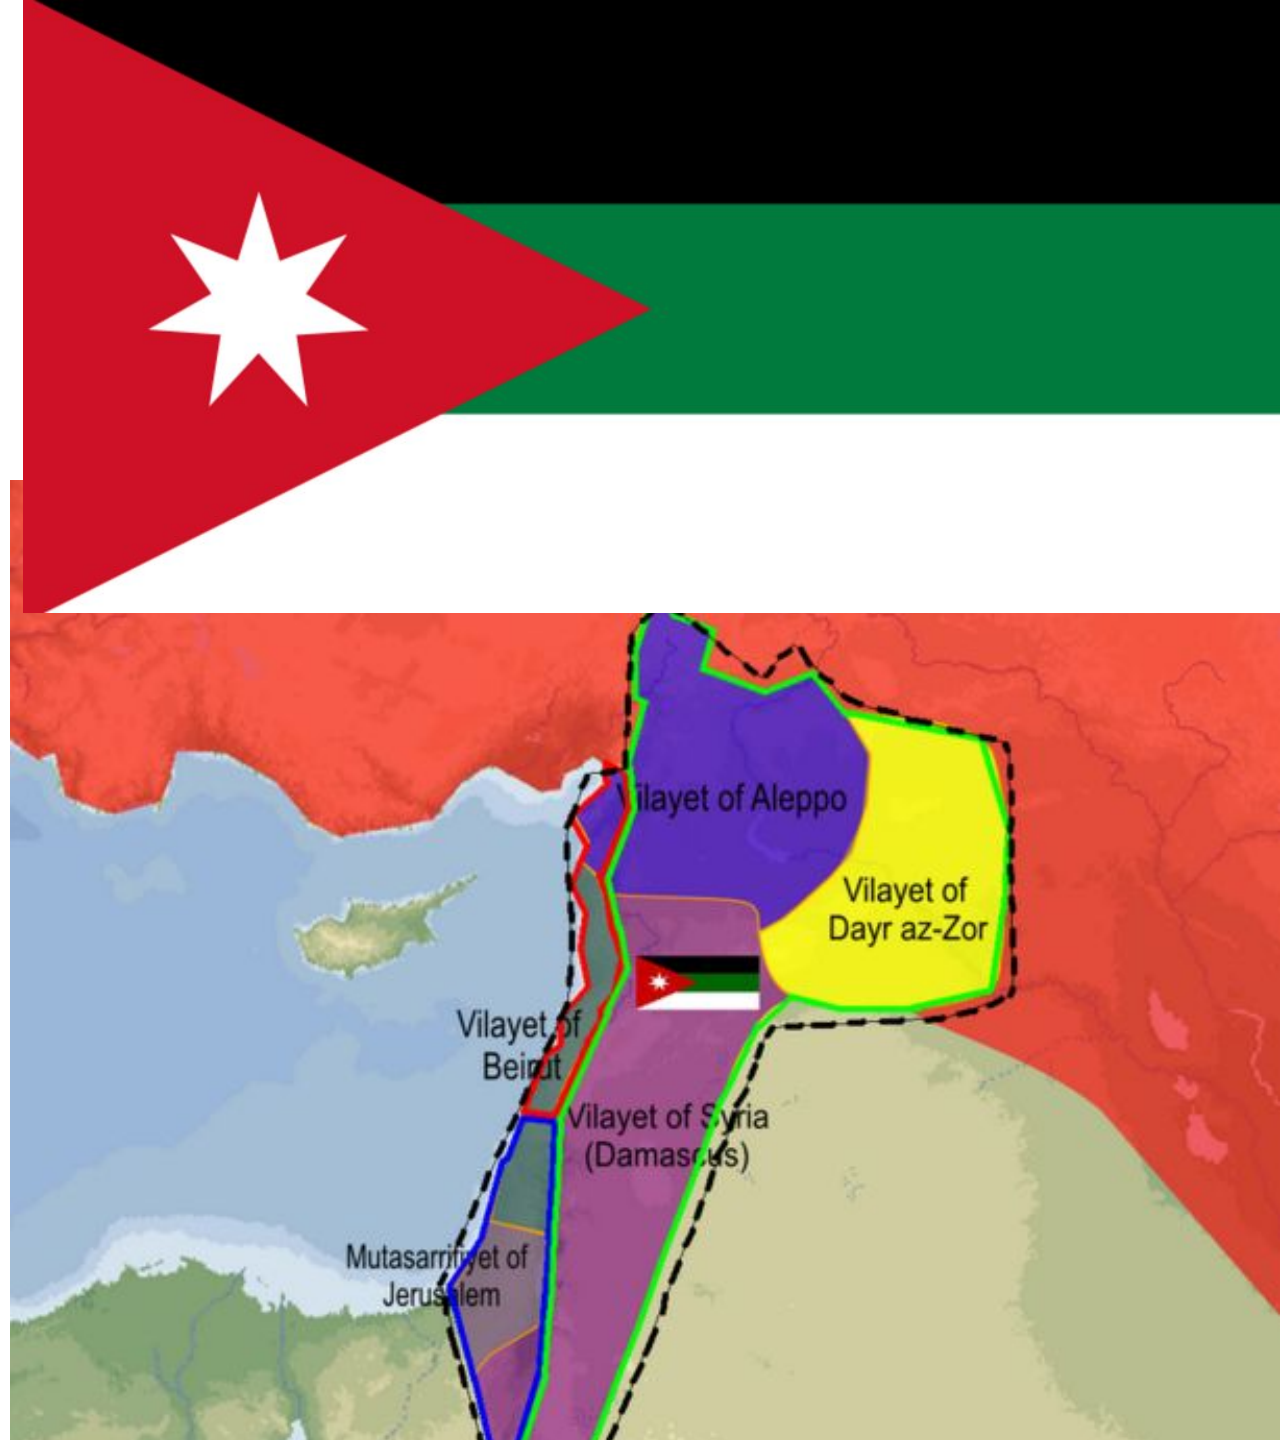 Vilayet of Aleppo
Vilayet of
Dayr az-Zor
Vilayet of
Beirut
Vilayet of Syria
(Damascus)
Mutasarrifiyet of
Jerusalem